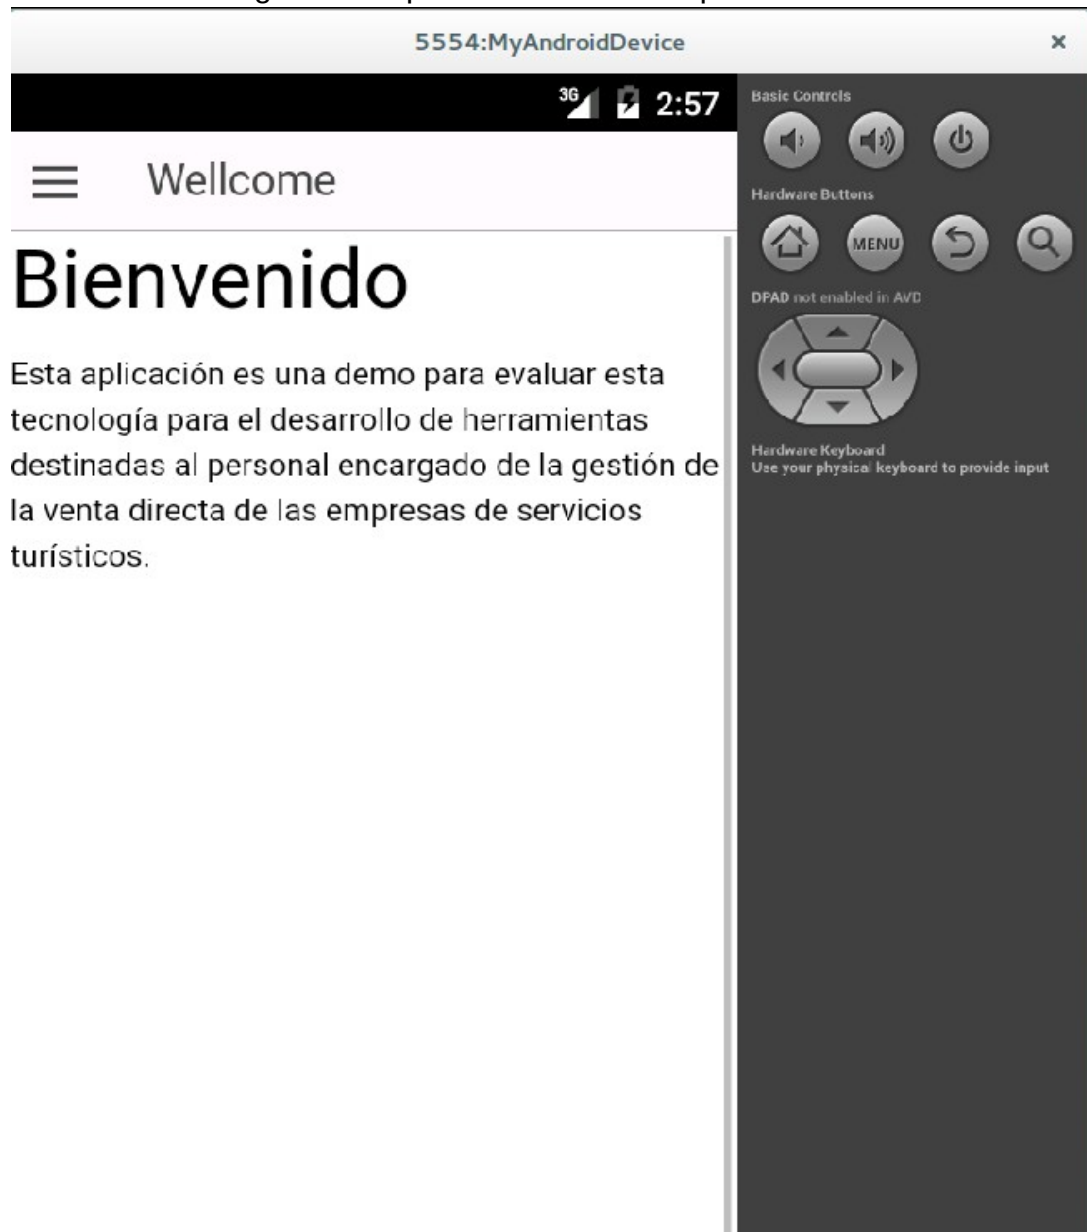 5554:MyAndroidDevice
3G 2:57
Wellcome
Bienvenido
Esta aplicación es una demo para evaluar esta
tecnología para el desarrollo de herramientas
destinadas al personal encargado de la gestión de
la venta directa de las empresas de servicios
turísticos.
Basic Controls
Hardware Buttons
MENU
DPAD not enabled in AVD
Hardware Keyboard
Use your physical keyboard to provide input